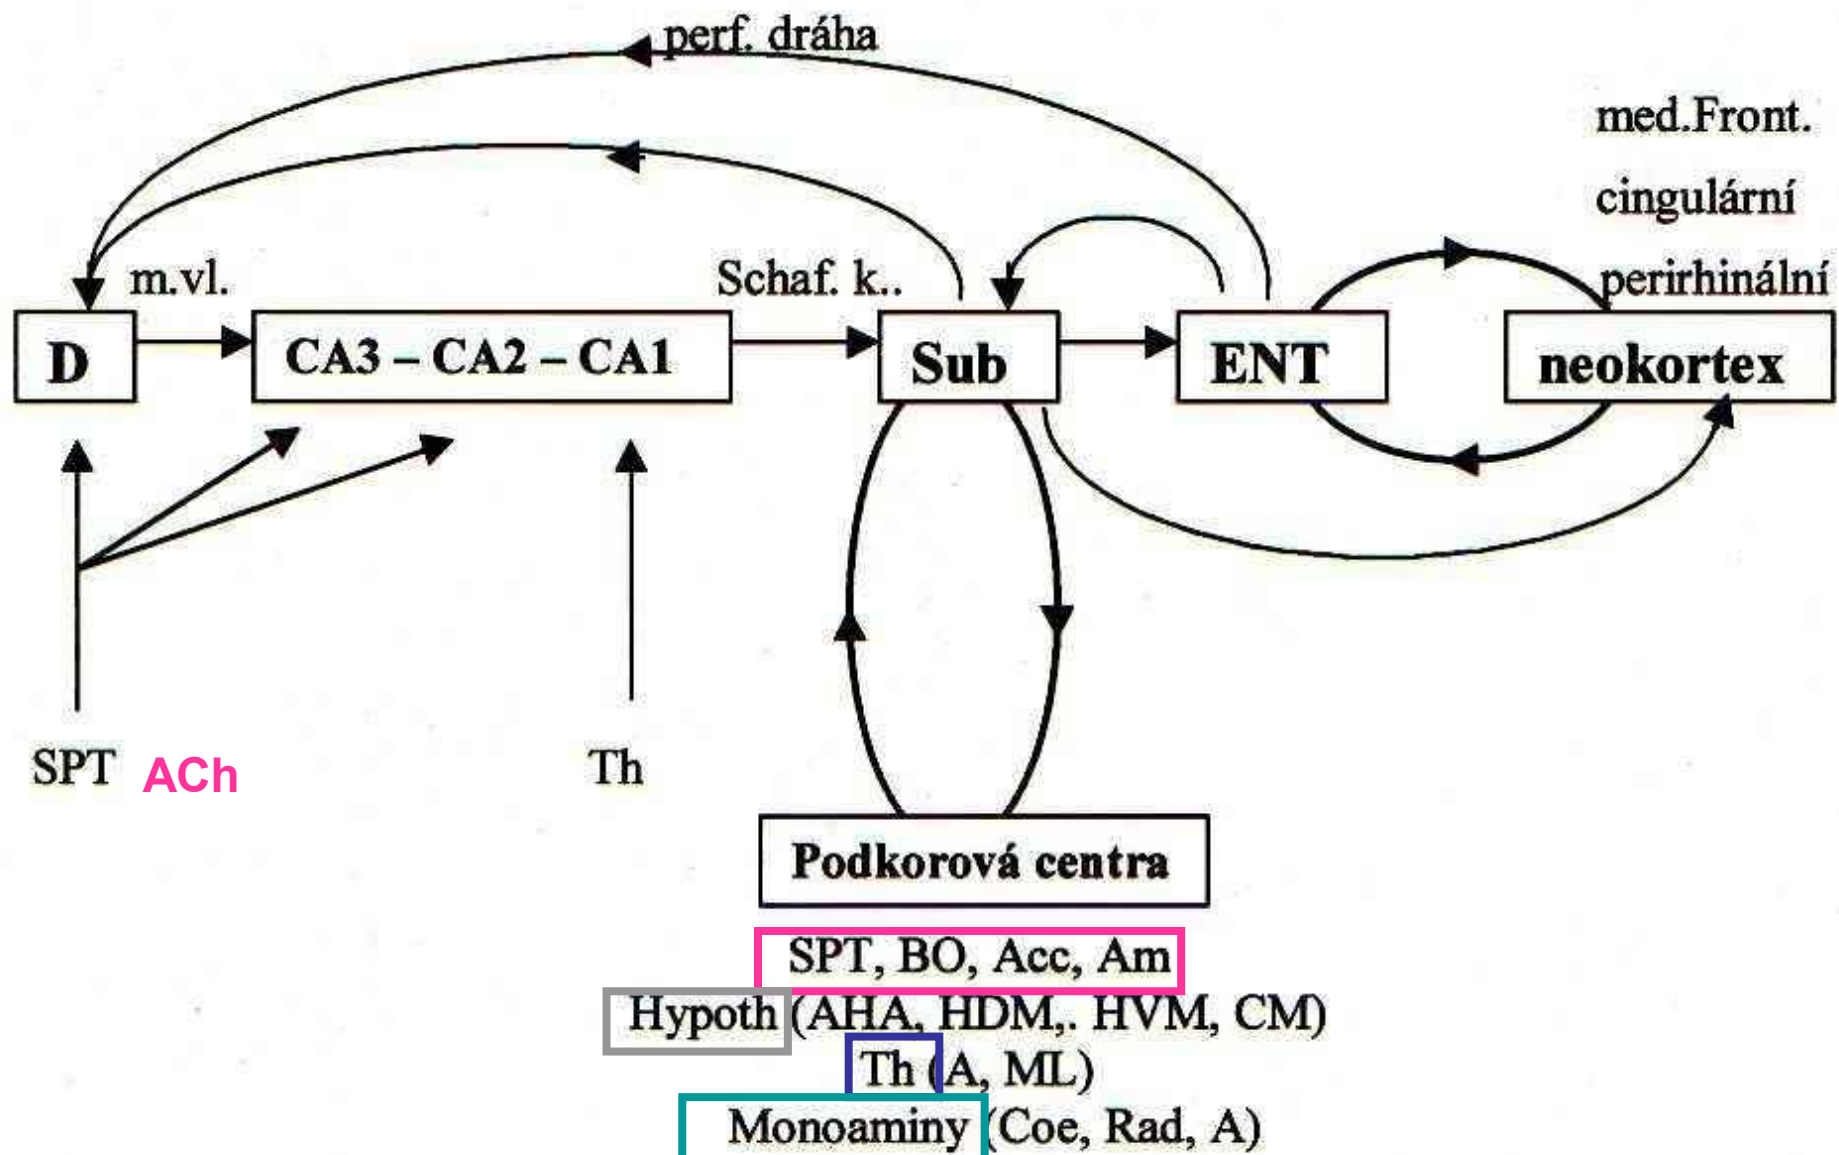 perf. dráha
med.Front.
cingulární
perirhinální
m.vl.
Schaf. k..
D
CA3 – CA2 – CA1
Sub
ENT
neokortex
SPT ACh
Th
Podkorová centra
SPT, BO, Acc, Am
Hypoth (AHA, HDM,. HVM, CM)
Th (A, ML)
Monoaminy (Coe, Rad, A)